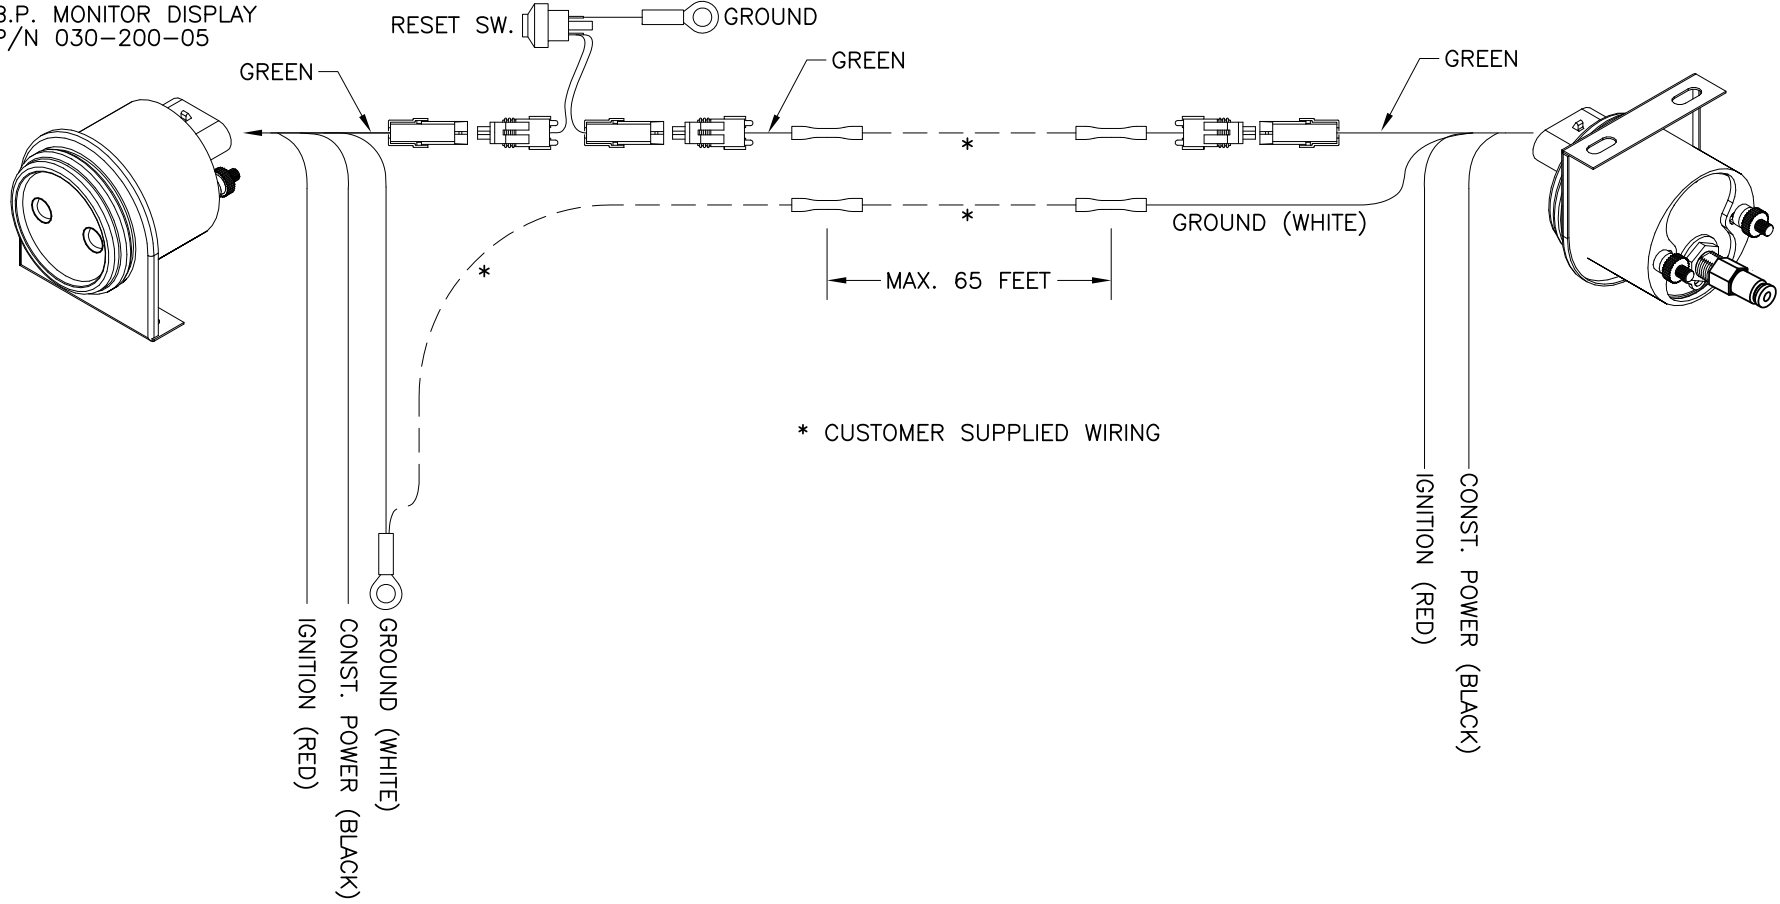 B.P. MONITOR DISPLAY
P/N 030-200-05
RESET SW.
GROUND
GREEN
GREEN
GREEN
*
*
GROUND (WHITE)
*
MAX. 65 FEET
* CUSTOMER SUPPLIED WIRING
IGNITION (RED)
CONST. POWER (BLACK)
GROUND (WHITE)
IGNITION (RED)
CONST. POWER (BLACK)